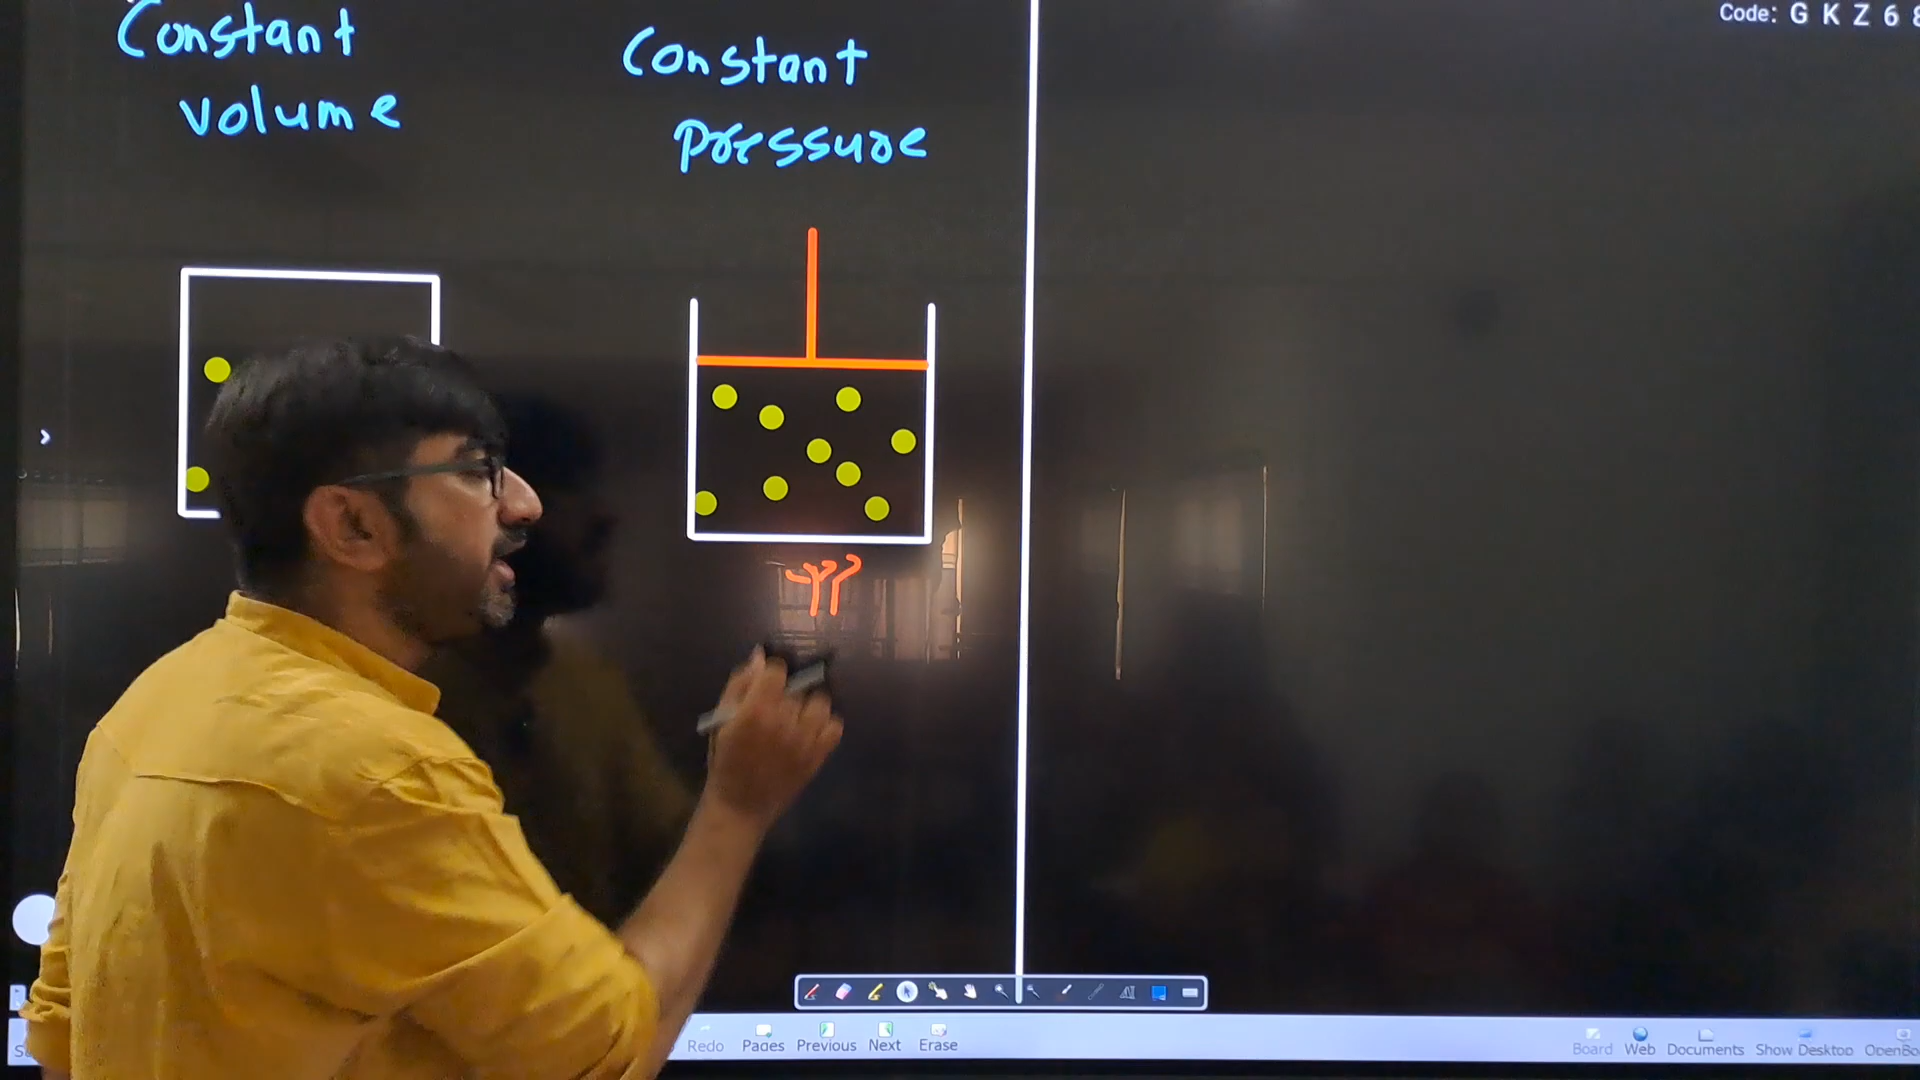 Constant
volume
Constant
pressure
Code: G K Z 6
Redo
Pages
Previous
Next
Erase
Board
Web
Documents
Show Desktop